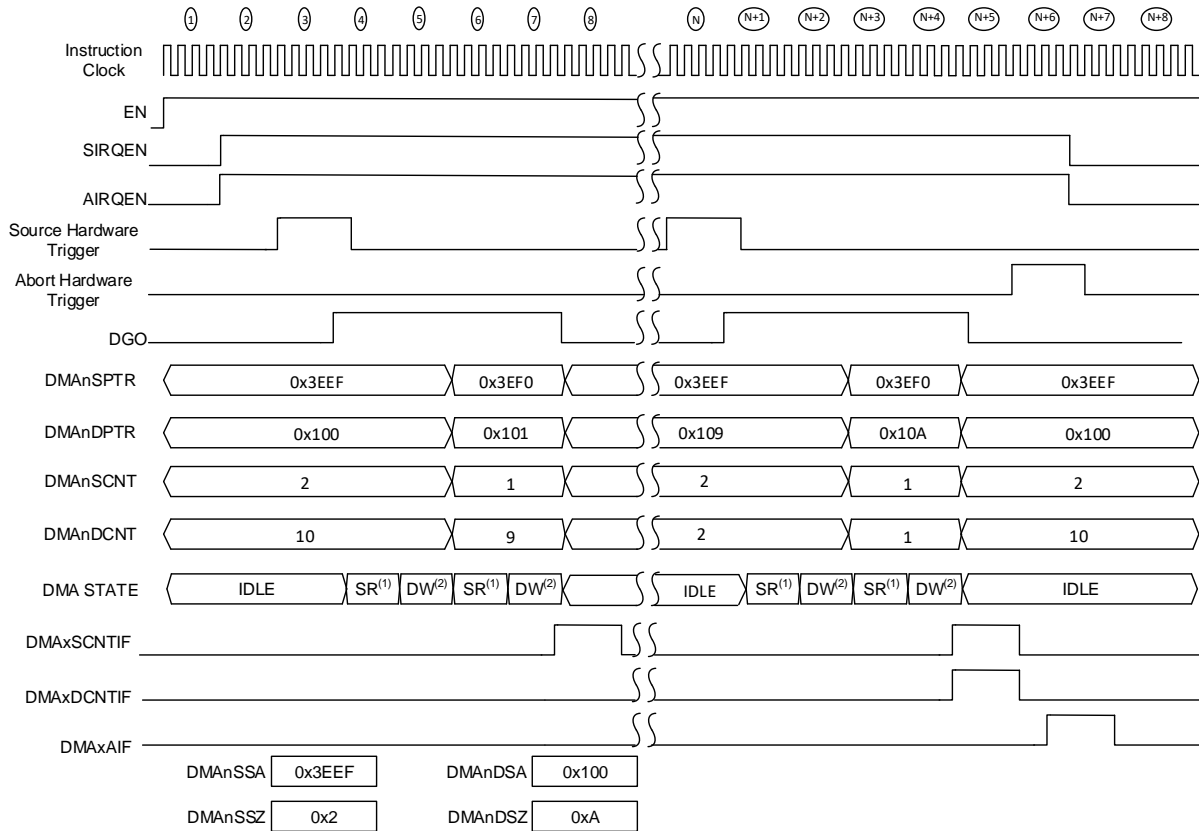 1 2 3 4 5 6 7 8 N N+1 N+2 N+3 N+4 N+5 N+6 N+7 N+8
Instruction
Clock
EN
SIRQEN
AIRQEN
Source Hardware
Trigger
Abort Hardware
Trigger
DGO
DMAnSPTR 0x3EEF 0x3EF0 0x3EEF 0x3EF0 0x3EEF
DMAnDPTR 0x100 0x101 0x109 0x10A 0x100
DMAnSCNT 2 1 2 1 2
DMAnDCNT 10 9 2 1 10
DMA STATE IDLE SR(1) DW(2) SR(1) DW(2) IDLE SR(1) DW(2) SR(1) DW(2) IDLE
DMAxSCNTIF
DMAxDCNTIF
DMAxAIF
DMAnSSA 0x3EEF DMAnDSA 0x100
DMAnSSZ 0x2 DMAnDSZ 0xA